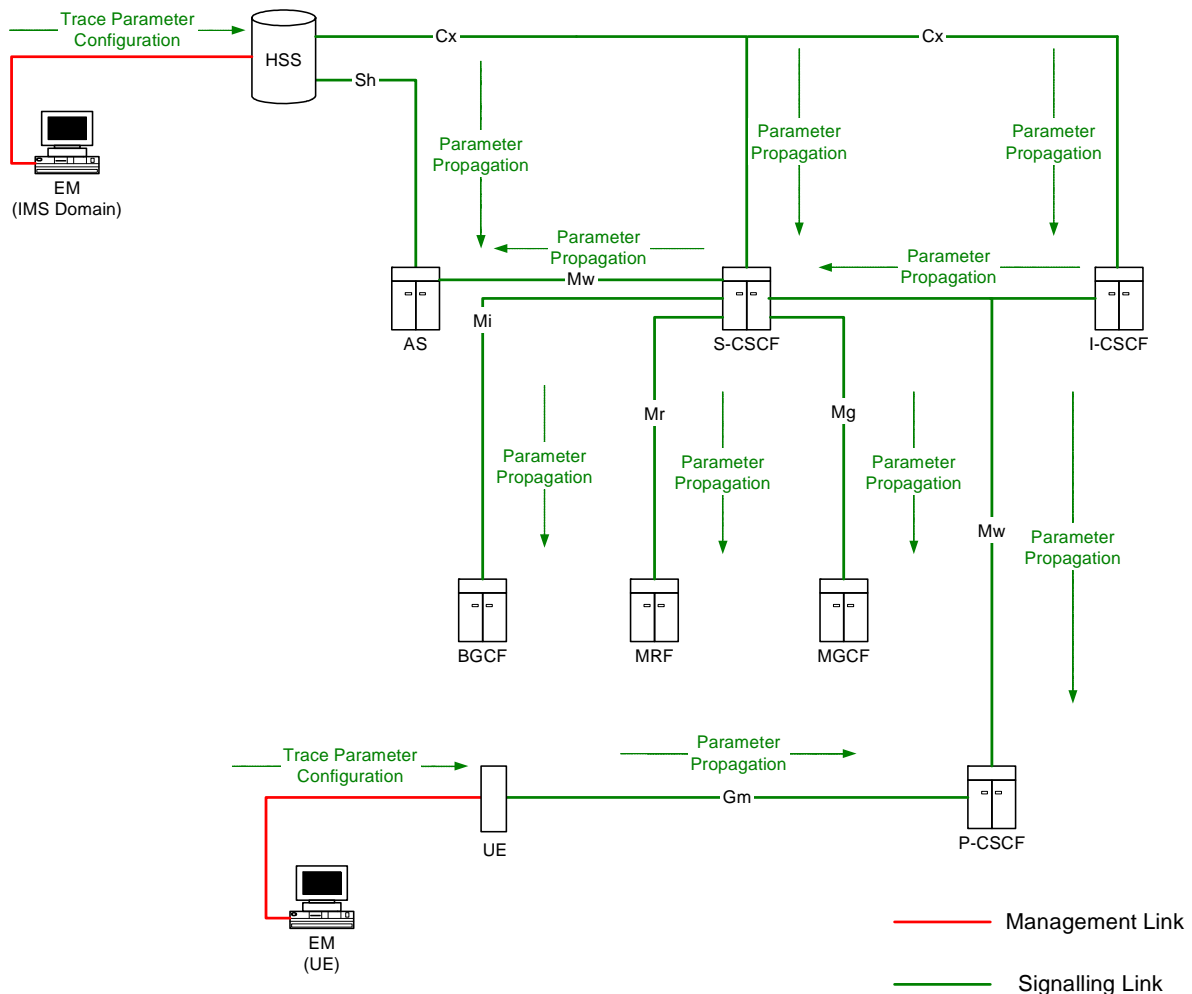 Trace Parameter
Configuration
HSS
Cx
Cx
Sh
Parameter
Propagation
Parameter
Propagation
Parameter
Propagation
EM
(IMS Domain)
Parameter
Propagation
Parameter
Propagation
Mw
AS
Mi
S-CSCF
I-CSCF
Mr
Mg
Parameter
Propagation
Parameter
Propagation
Parameter
Propagation
Mw
Parameter
Propagation
BGCF
MRF
MGCF
Trace Parameter
Configuration
Parameter
Propagation
Gm
UE
P-CSCF
EM
(UE)
Management Link
Signalling Link